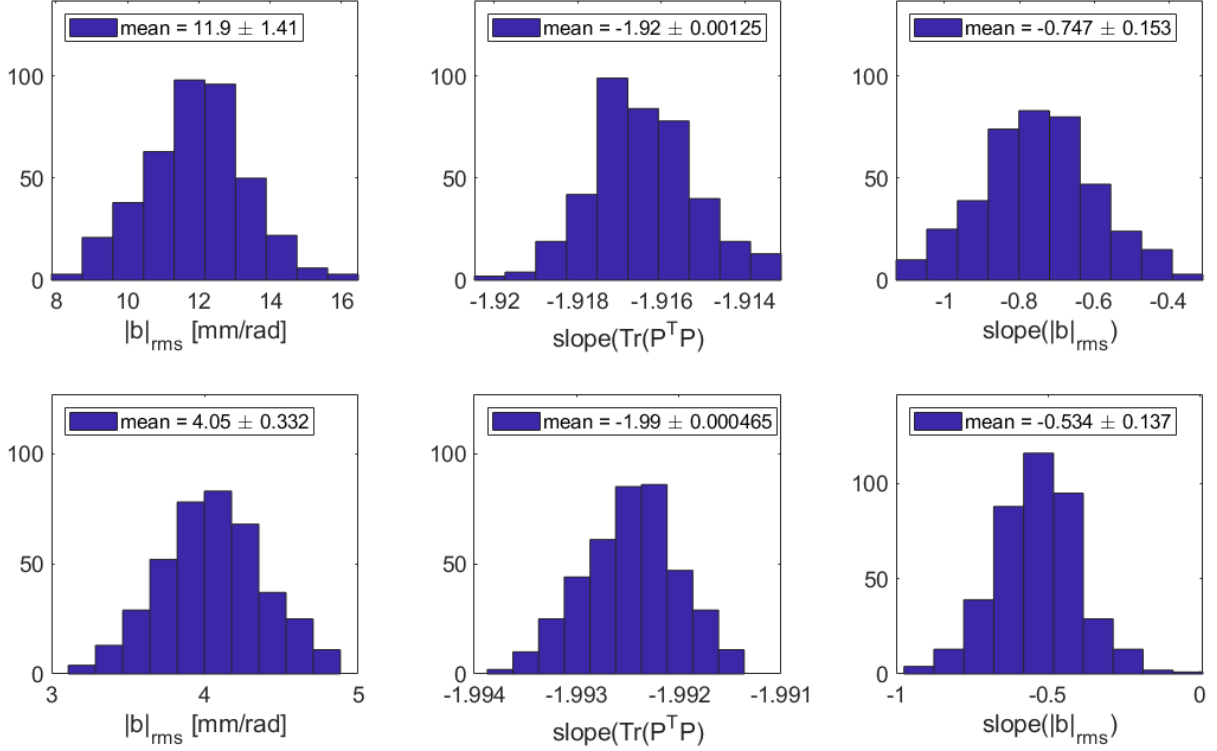 mean = 11.9 ± 1.41
100
50
0
8 10 12 14 16
|b|rms [mm/rad]
mean = -1.92 ± 0.00125
100
50
0
-1.92 -1.918 -1.916 -1.914
slope(Tr(P^T P)
mean = -0.747 ± 0.153
100
50
0
-1 -0.8 -0.6 -0.4
slope(|b|rms)
mean = 4.05 ± 0.332
100
50
0
3 4 5
|b|rms [mm/rad]
mean = -1.99 ± 0.000465
100
50
0
-1.994 -1.993 -1.992 -1.991
slope(Tr(P^T P)
mean = -0.534 ± 0.137
100
50
0
-1 -0.5 0
slope(|b|rms)